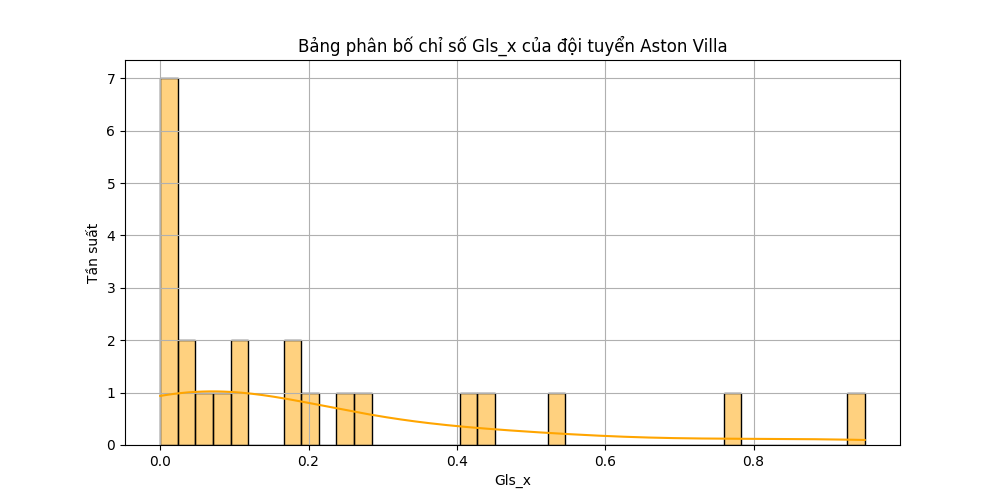 Bảng phân bố chỉ số Gls_x của đội tuyển Aston Villa
7
6
5
4
3
2
1
0
Tần suất
0.0 0.2 0.4 0.6 0.8
Gls_x